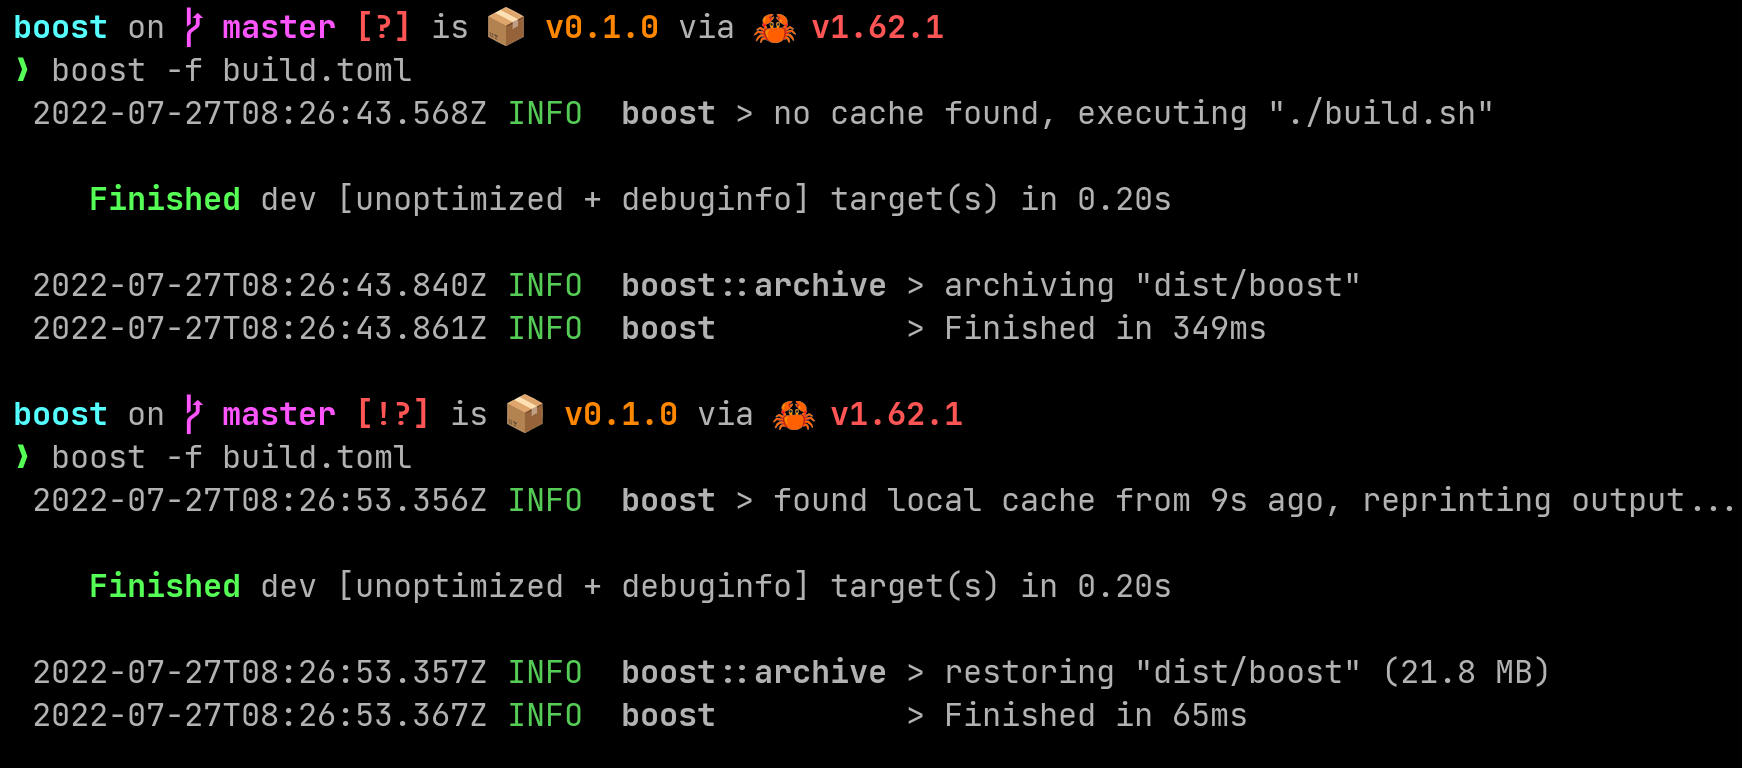 boost on master [?] is 📦 v0.1.0 via 🦀 v1.62.1
❯ boost -f build.toml
2022-07-27T08:26:43.568Z INFO  boost > no cache found, executing "./build.sh"
Finished dev [unoptimized + debuginfo] target(s) in 0.20s
2022-07-27T08:26:43.840Z INFO  boost::archive > archiving "dist/boost"
2022-07-27T08:26:43.861Z INFO  boost          > Finished in 349ms
boost on master [!?] is 📦 v0.1.0 via 🦀 v1.62.1
❯ boost -f build.toml
2022-07-27T08:26:53.356Z INFO  boost > found local cache from 9s ago, reprinting output...
Finished dev [unoptimized + debuginfo] target(s) in 0.20s
2022-07-27T08:26:53.357Z INFO  boost::archive > restoring "dist/boost" (21.8 MB)
2022-07-27T08:26:53.367Z INFO  boost          > Finished in 65ms